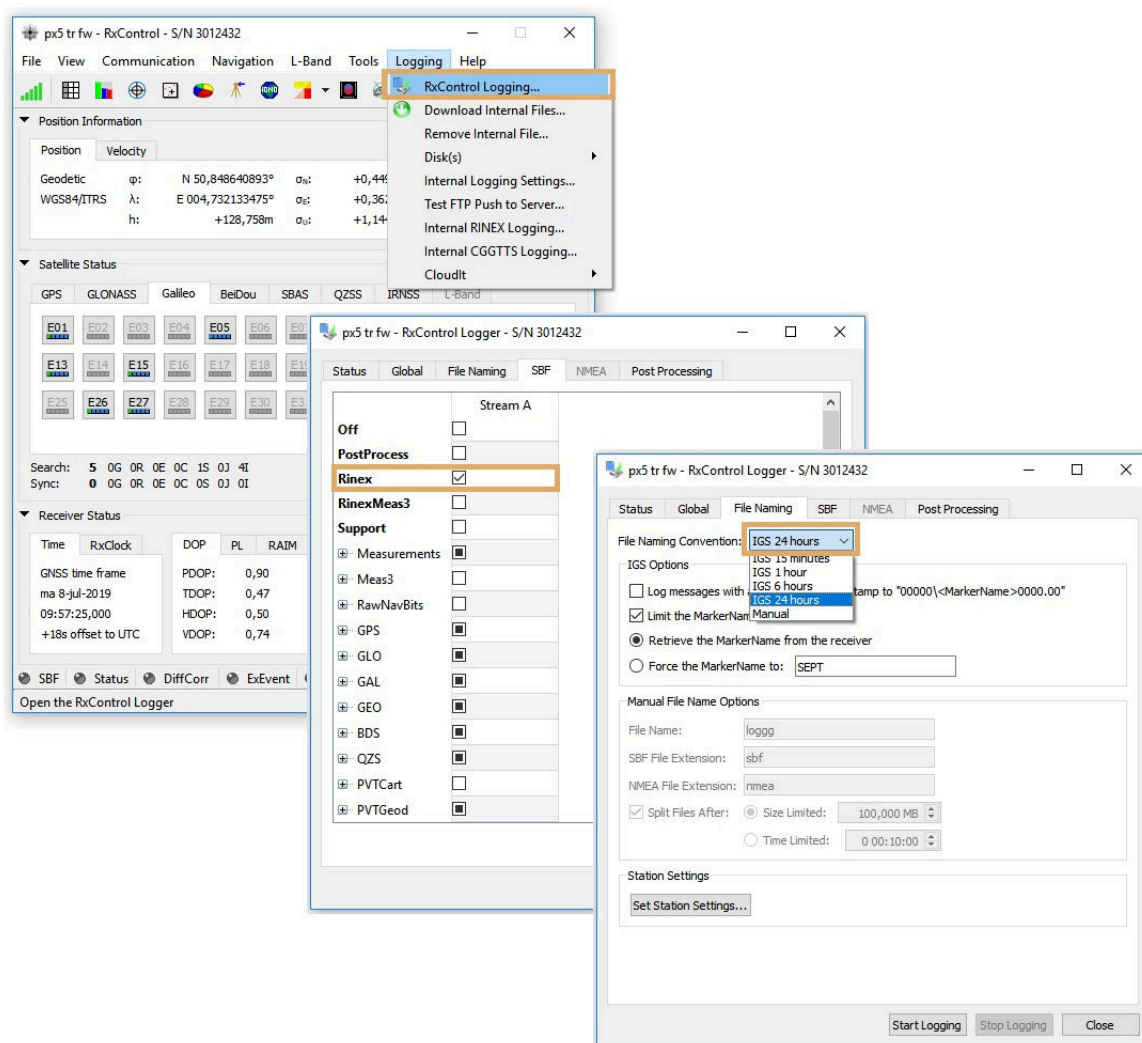 px5 tr fw - RxControl - S/N 3012432
File View Communication Navigation L-Band Tools Logging Help
RxControl Logging...
Download Internal Files...
Remove Internal File...
Disk(s)
Internal Logging Settings...
Test FTP Push to Server...
Internal RINEX Logging...
Internal CGGTTS Logging...
CloudIt
Position Information
Position Velocity
Geodetic φ: N 50,848640893° σN: +0,449
WGS84/ITRS λ: E 004,732133475° σE: +0,362
h: +128,758m σU: +1,144
Satellite Status
GPS GLONASS Galileo BeiDou SBAS QZSS IRNSS L-Band
E01 E02 E03 E04 E05 E06
E13 E14 E15 E16 E17 E18
E25 E26 E27 E28 E29 E30
Search: 5 0G 0R 0E 0C 1S 0J 4I
Sync: 0 0G 0R 0E 0C 0S 0J 0I
Receiver Status
Time RxClock
GNSS time frame
ma 8-jul-2019
09:57:25,000
+18s offset to UTC
DOP PL RAIM
PDOP: 0,90
TDOP: 0,47
HDOP: 0,50
VDOP: 0,74
SBF Status DiffCorr ExEvent
Open the RxControl Logger
px5 tr fw - RxControl Logger - S/N 3012432
Status Global File Naming SBF NMEA Post Processing
Stream A
Off
PostProcess
Rinex
RinexMeas3
Support
Measurements
Meas3
RawNavBits
GPS
GLO
GAL
GEO
BDS
QZS
PVTCart
PVTGeod
px5 tr fw - RxControl Logger - S/N 3012432
Status Global File Naming SBF NMEA Post Processing
File Naming Convention: IGS 24 hours
IGS 15 minutes
IGS 1 hour
IGS 6 hours
IGS 24 hours
Manual
IGS Options
Log messages with tamp to "00000\<MarkerName>0000.00"
Limit the MarkerNam
Retrieve the MarkerName from the receiver
Force the MarkerName to: SEPT
Manual File Name Options
File Name: loggg
SBF File Extension: sbf
NMEA File Extension: nmea
Split Files After: Size Limited: 100,000 MB
Time Limited: 0 00:10:00
Station Settings
Set Station Settings...
Start Logging Stop Logging Close